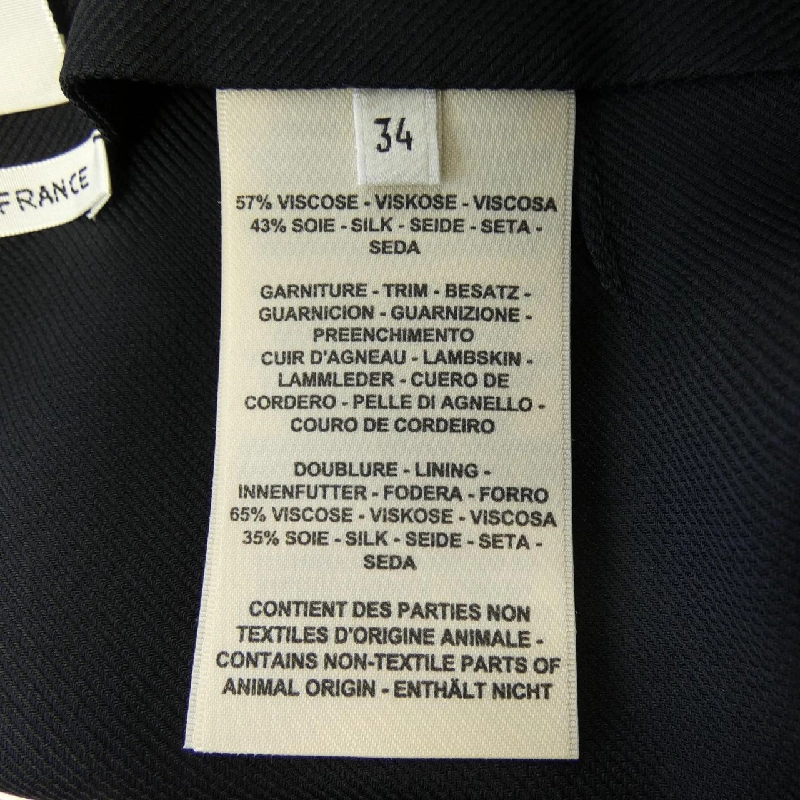 34
FRANCE
57% VISCOSE - VISKOSE - VISCOSA
43% SOIE - SILK - SEIDE - SETA -
SEDA
GARNITURE - TRIM - BESATZ -
GUARNICION - GUARNIZIONE -
PREENCHIMENTO
CUIR D'AGNEAU - LAMBSKIN -
LAMMLEDER - CUERO DE
CORDERO - PELLE DI AGNELLO -
COURO DE CORDEIRO
DOUBLURE - LINING -
INNENFUTTER - FODERA - FORRO
65% VISCOSE - VISKOSE - VISCOSA
35% SOIE - SILK - SEIDE - SETA -
SEDA
CONTIENT DES PARTIES NON
TEXTILES D'ORIGINE ANIMALE -
CONTAINS NON-TEXTILE PARTS OF
ANIMAL ORIGIN - ENTHÄLT NICHT